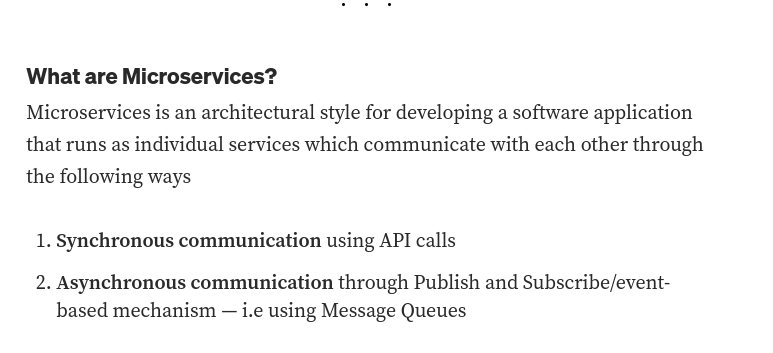 . . .
What are Microservices?
Microservices is an architectural style for developing a software application
that runs as individual services which communicate with each other through
the following ways
1. Synchronous communication using API calls
2. Asynchronous communication through Publish and Subscribe/event-
based mechanism — i.e using Message Queues